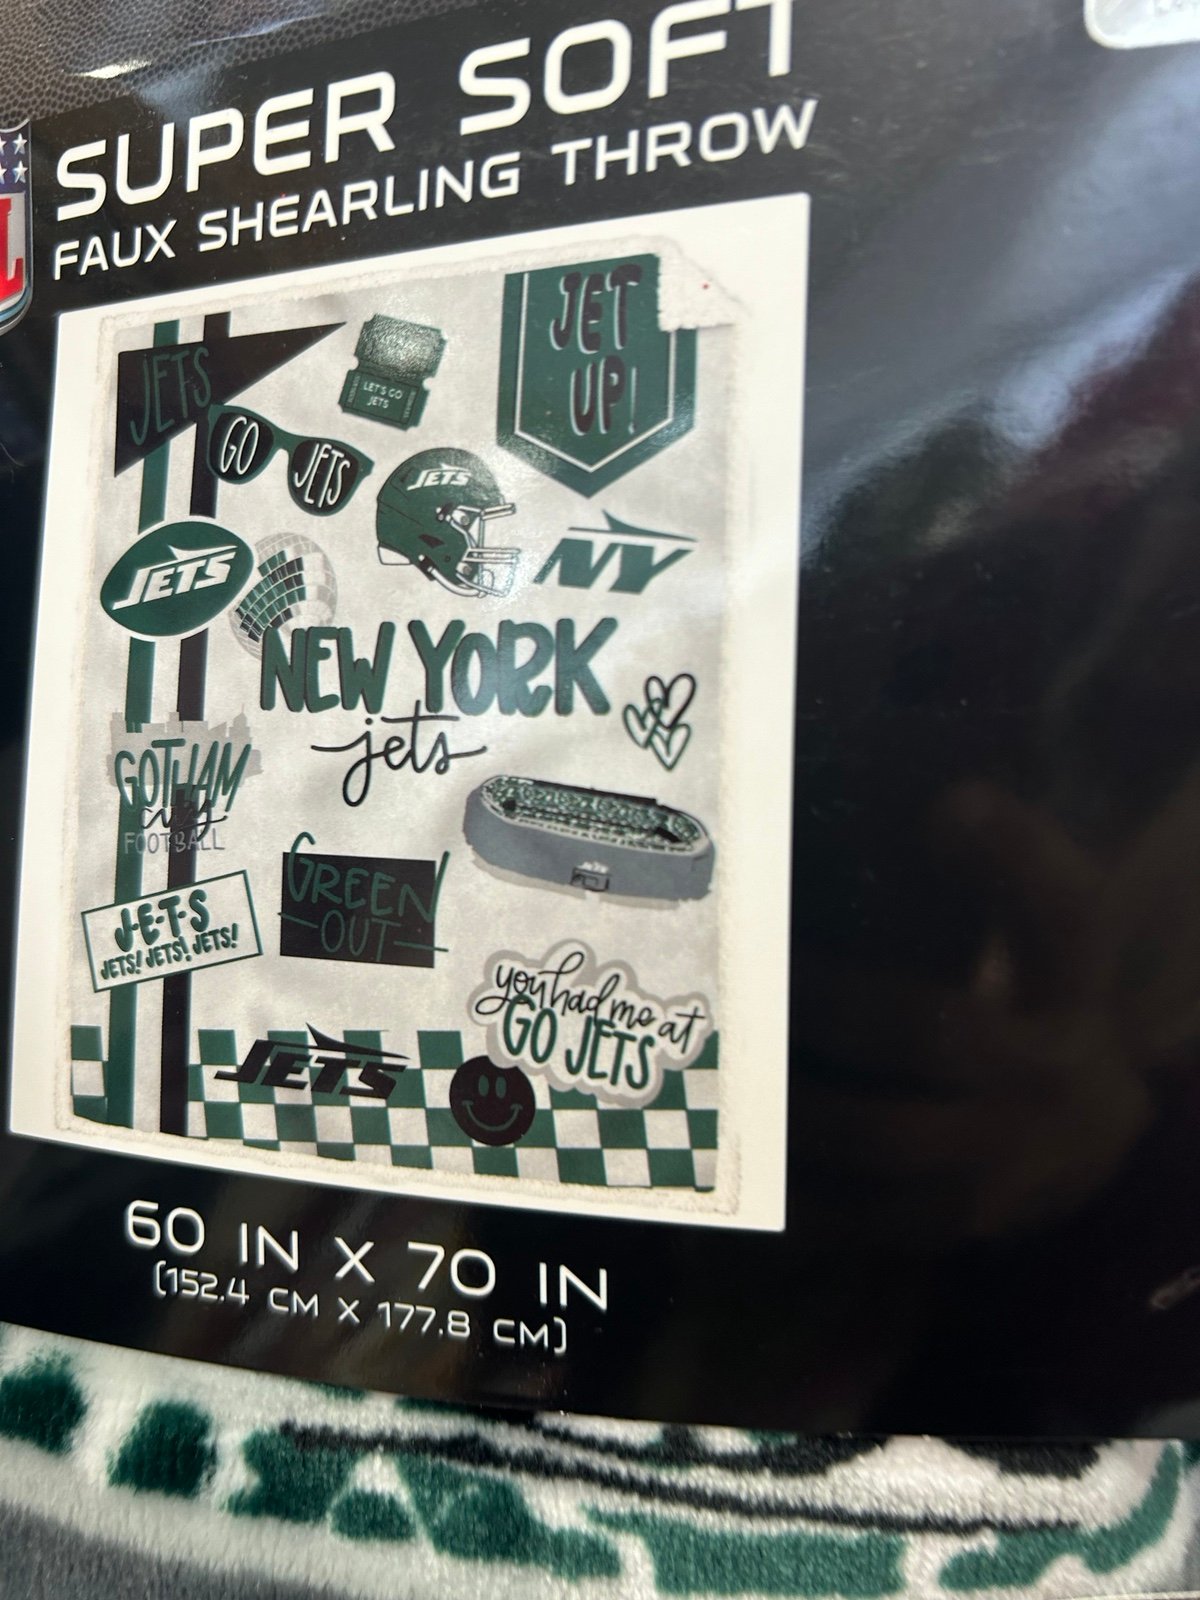 SUPER SOFT
FAUX SHEARLING THROW
JET
UP!
JETS
LET'S GO
JETS
GO JETS
JETS
JETS
NY
NEW YORK
jets
GOTHAM
city
FOOTBALL
JETS
GREEN
OUT
J-E-T-S
JETS! JETS! JETS!
you had me at
GO JETS
JETS
60 IN X 70 IN
(152.4 CM X 177.8 CM)